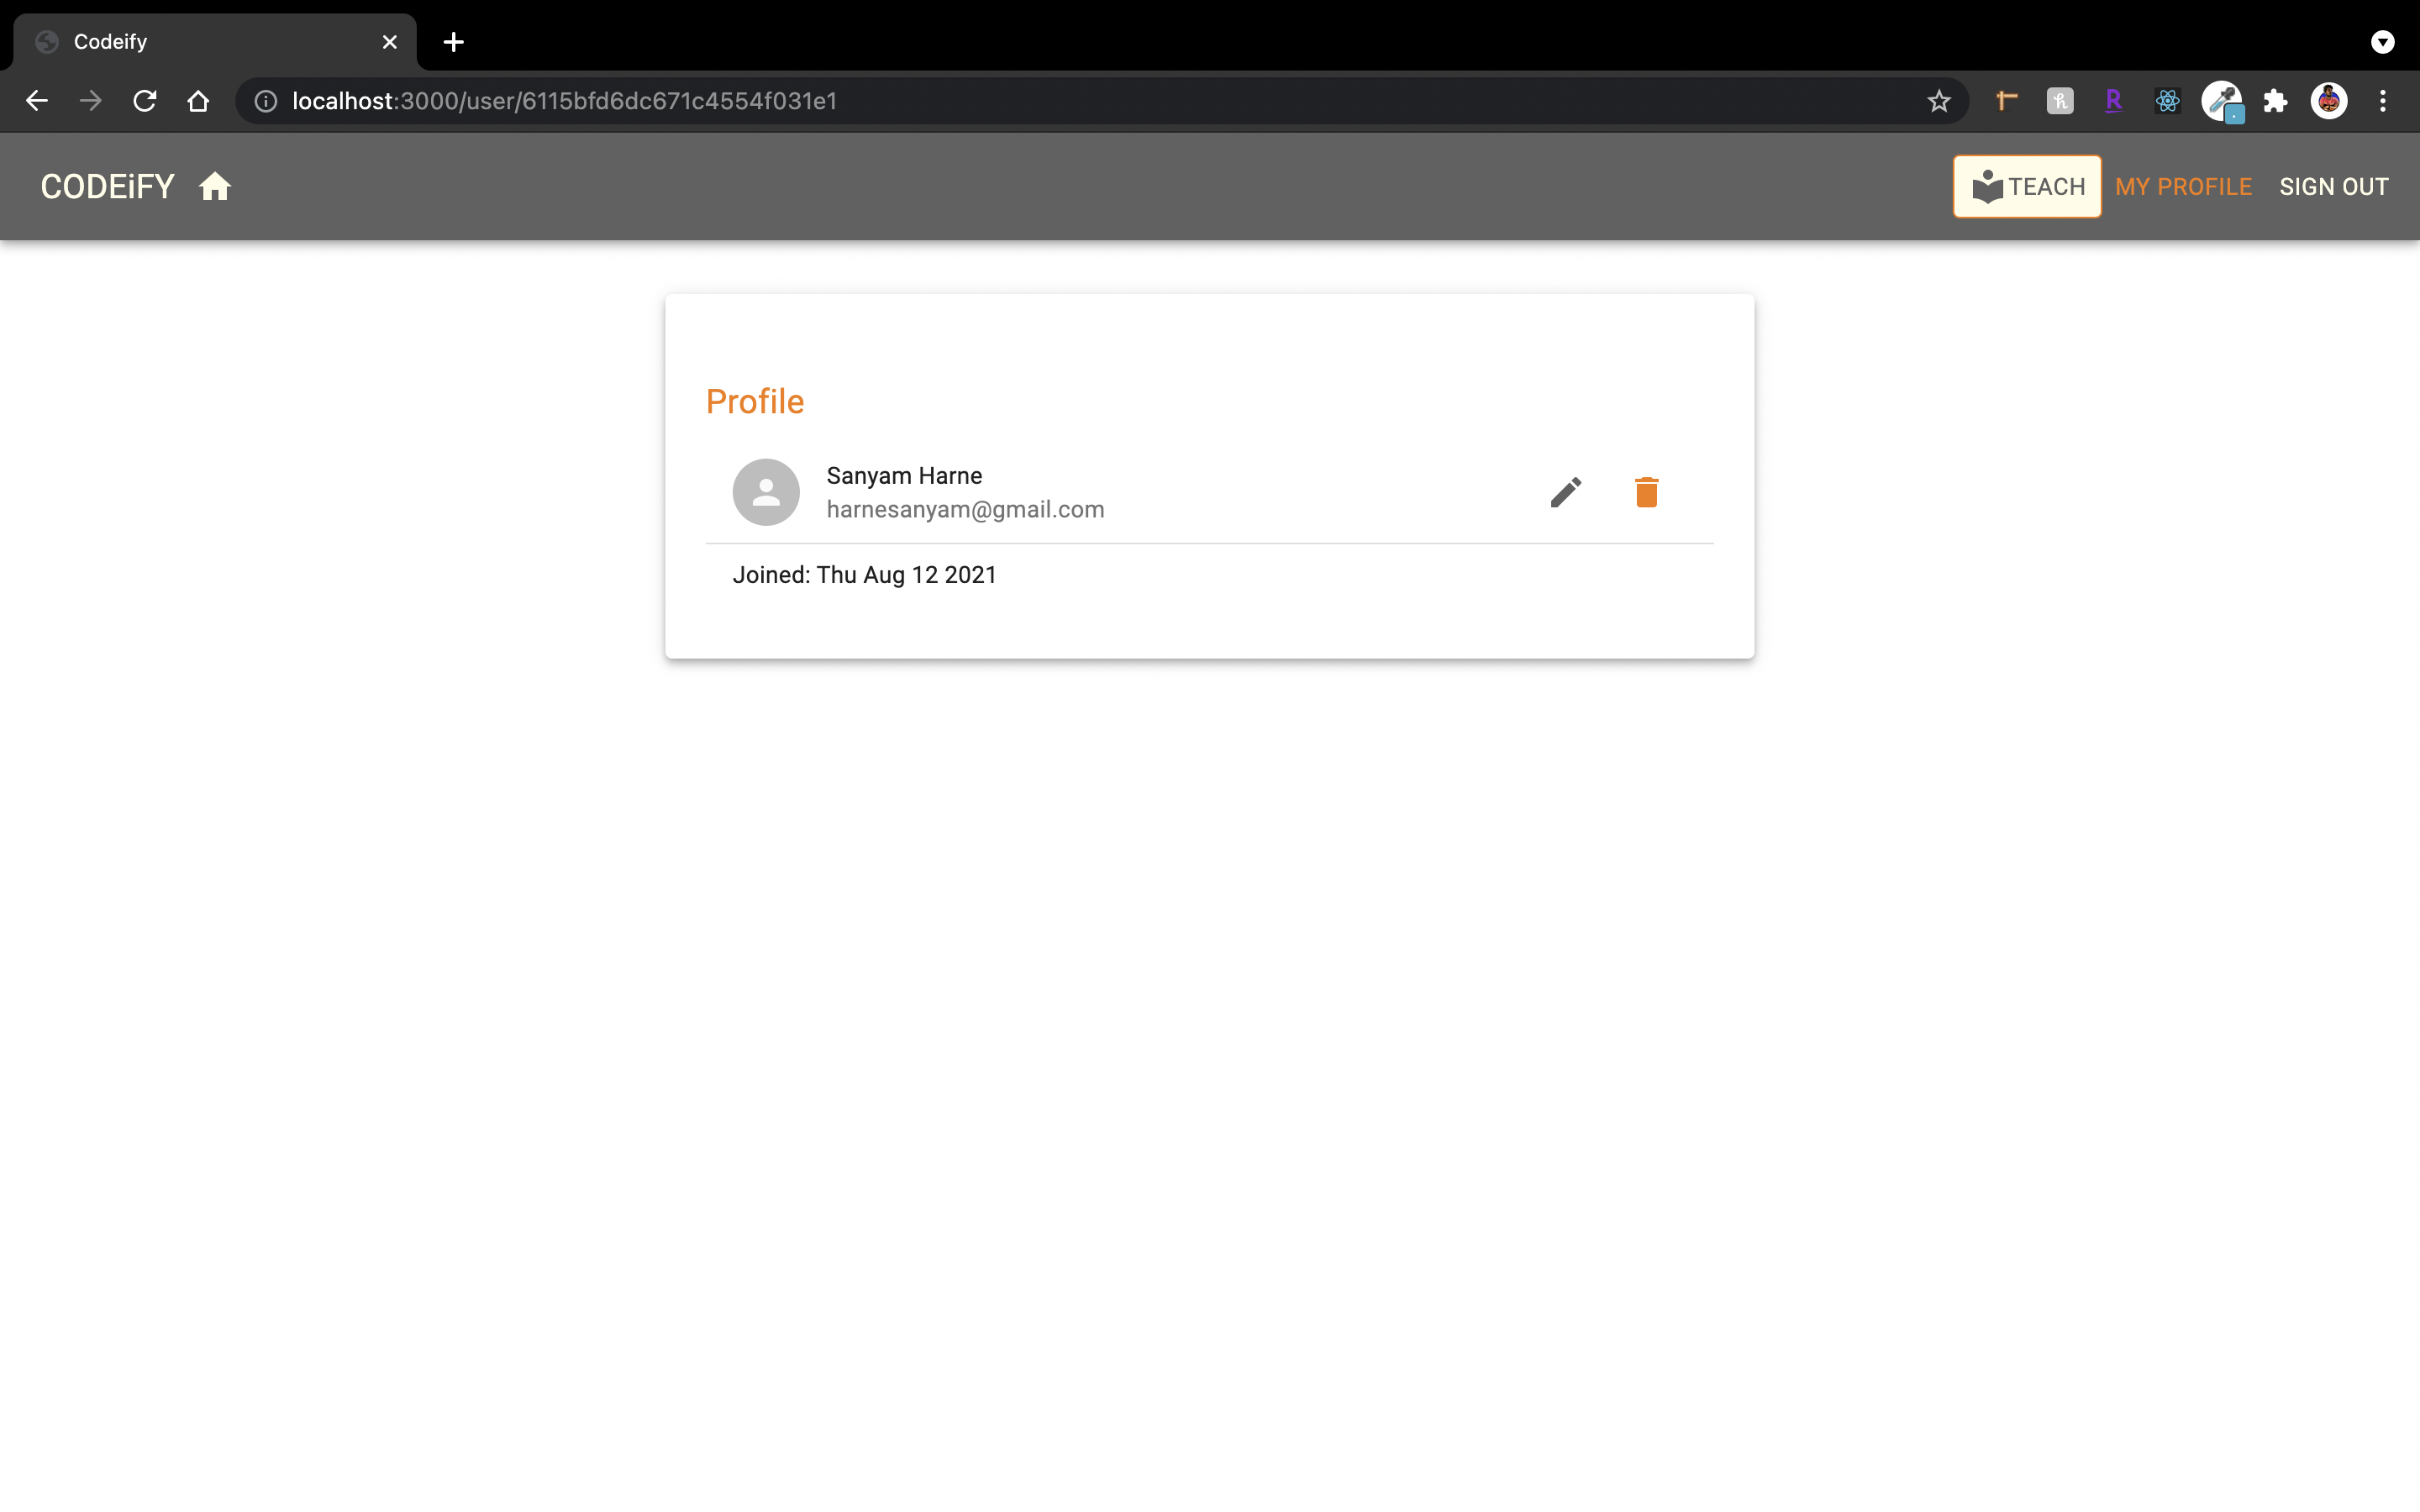 Codeify
localhost:3000/user/6115bfd6dc671c4554f031e1
CODEiFY
TEACH MY PROFILE SIGN OUT
Profile
Sanyam Harne
harnesanyam@gmail.com
Joined: Thu Aug 12 2021